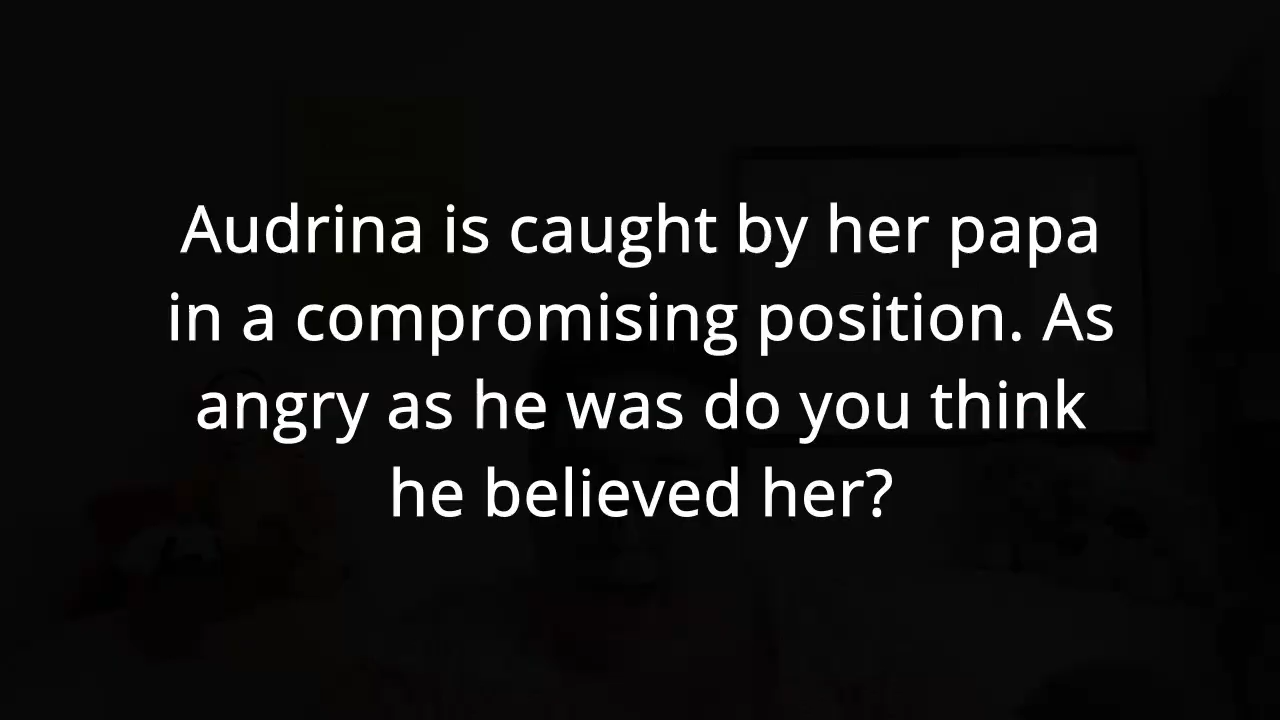 Audrina is caught by her papa
in a compromising position. As
angry as he was do you think
he believed her?